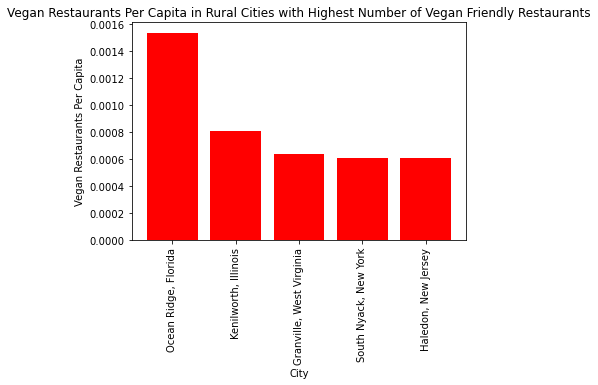 Vegan Restaurants Per Capita in Rural Cities with Highest Number of Vegan Friendly Restaurants
Vegan Restaurants Per Capita
0.0016
0.0014
0.0012
0.0010
0.0008
0.0006
0.0004
0.0002
0.0000
Ocean Ridge, Florida
Kenilworth, Illinois
Granville, West Virginia
South Nyack, New York
Haledon, New Jersey
City